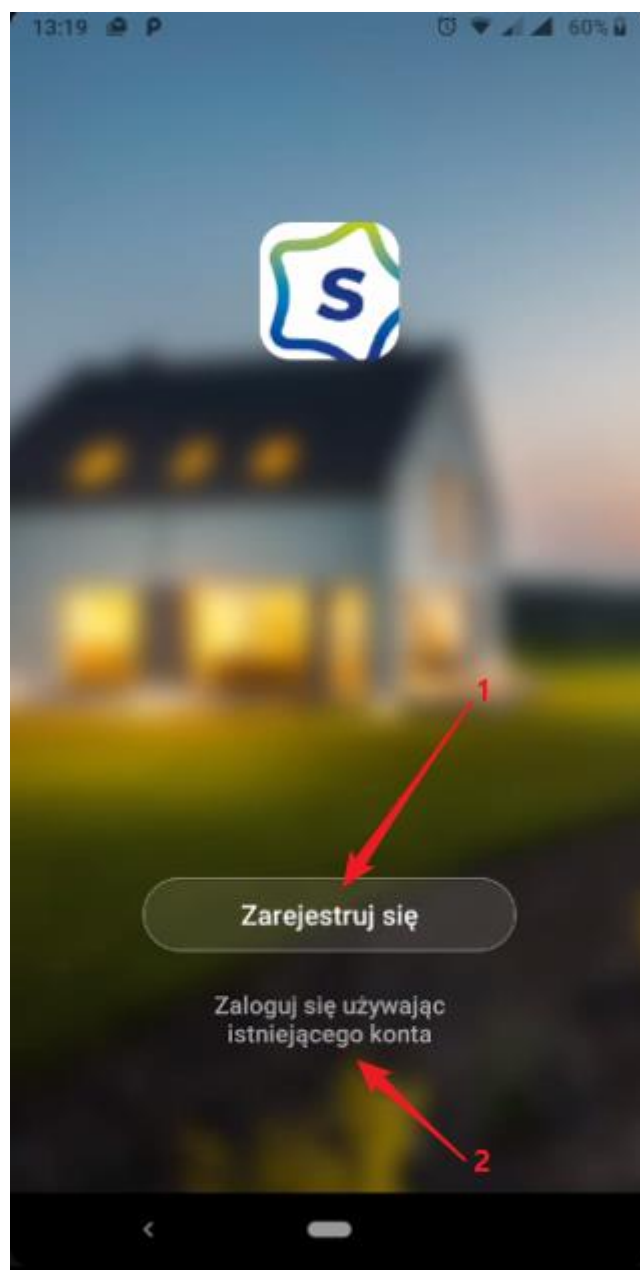 13:19 P 60%
S
1
Zarejestruj się
Zaloguj się używając
istniejącego konta
2